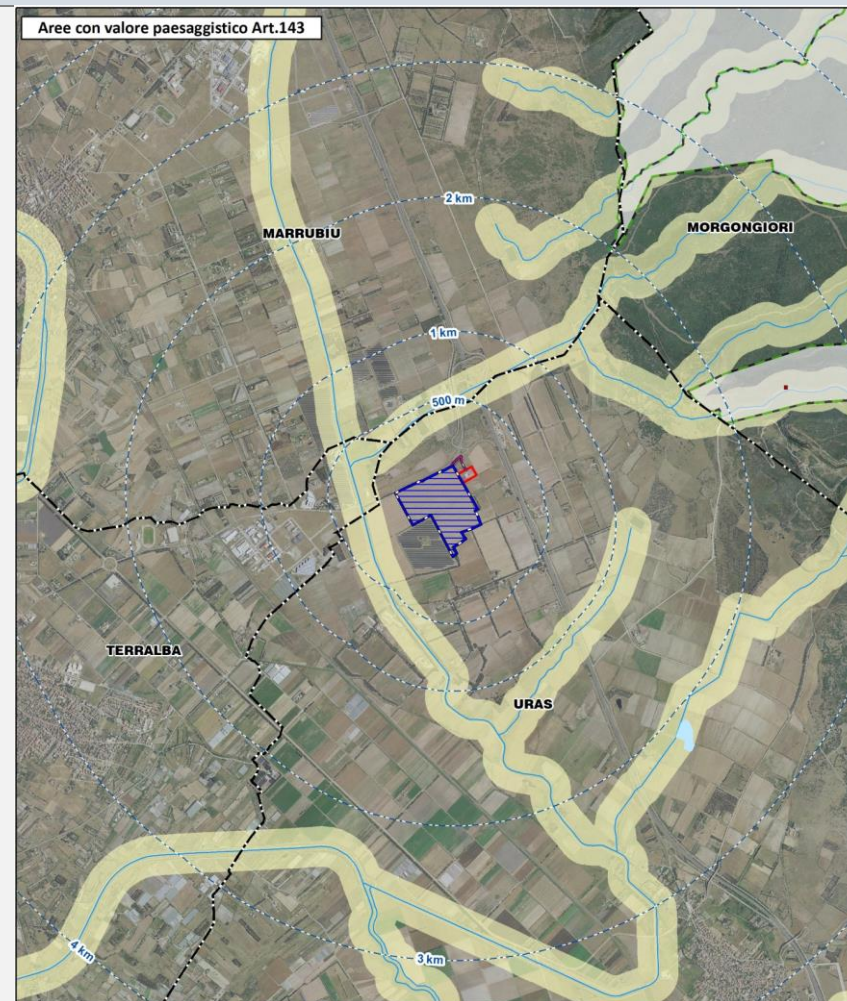 Aree con valore paesaggistico Art.143
2 km
MARRUBIU
MORGONGIORI
1 km
500 m
TERRALBA
URAS
4 km
3 km